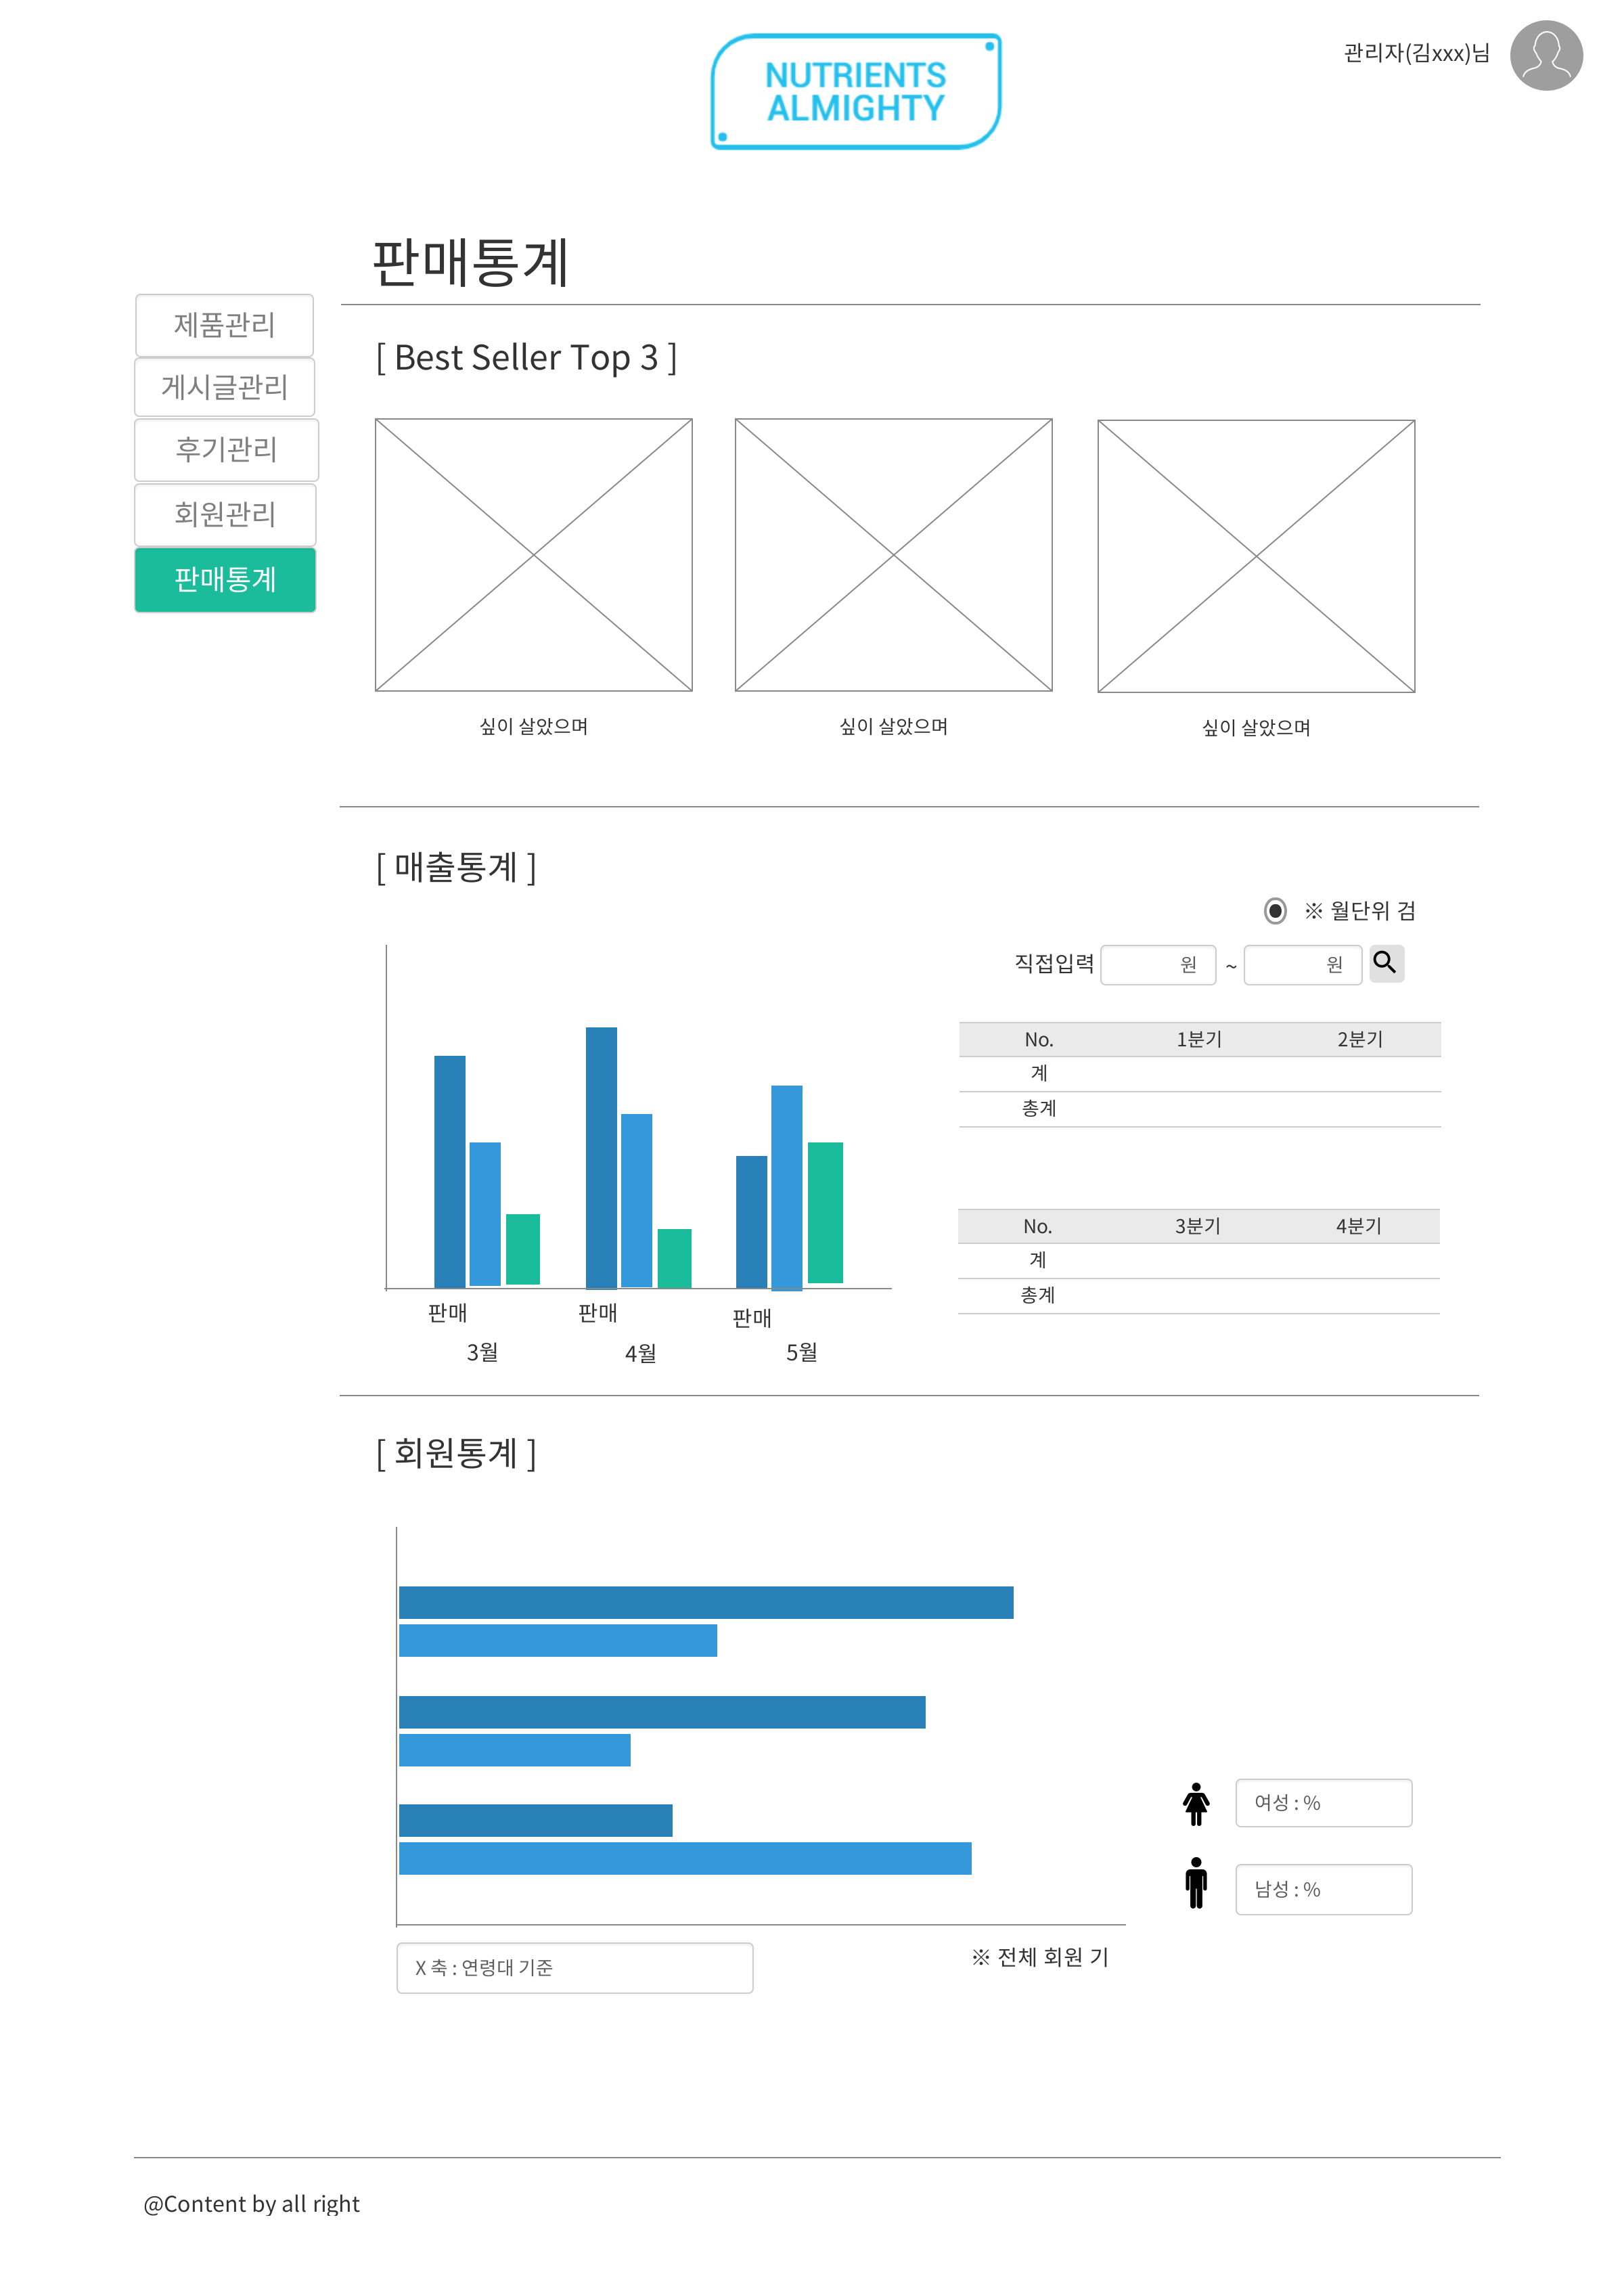 NUTRIENTS
ALMIGHTY
관리자(김xxx)님
판매통계
제품관리
게시글관리
후기관리
회원관리
판매통계
[ Best Seller Top 3 ]
싶이 살았으며
싶이 살았으며
싶이 살았으며
[ 매출통계 ]
※ 월단위 검
직접입력 원 ~ 원
No. 1분기 2분기
계
총계
No. 3분기 4분기
계
총계
판매 판매 판매
3월 4월 5월
[ 회원통계 ]
여성 : %
남성 : %
X 축 : 연령대 기준
※ 전체 회원 기
@Content by all right